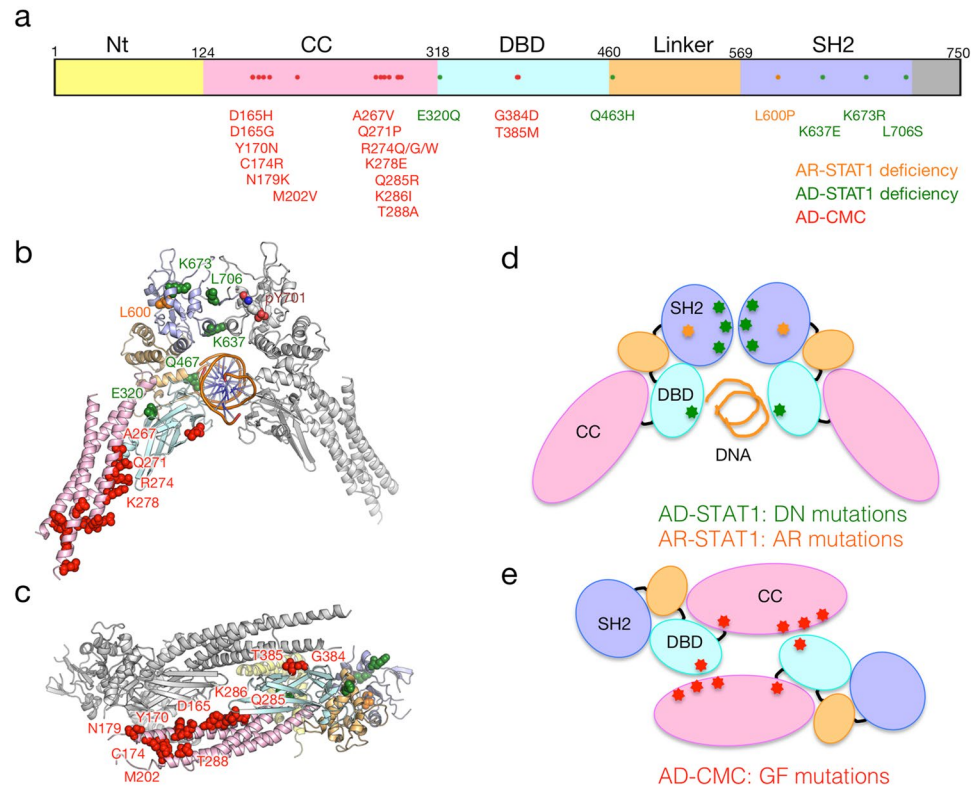 a
Nt CC DBD Linker SH2
1 124 318 460 569 750
D165H A267V E320Q G384D Q463H L600P K673R
D165G Q271P T385M K637E L706S
Y170N R274Q/G/W
C174R K278E
N179K Q285R
M202V K286I
T288A
AR-STAT1 deficiency
AD-STAT1 deficiency
AD-CMC
b
K673
L706
pY701
L600
K637
Q467
E320
A267
Q271
R274
K278
c
T385 G384
K286
D165 Q285
Y170
N179
C174
T288
M202
d
SH2
DBD
CC
DNA
AD-STAT1: DN mutations
AR-STAT1: AR mutations
e
CC
SH2
DBD
AD-CMC: GF mutations